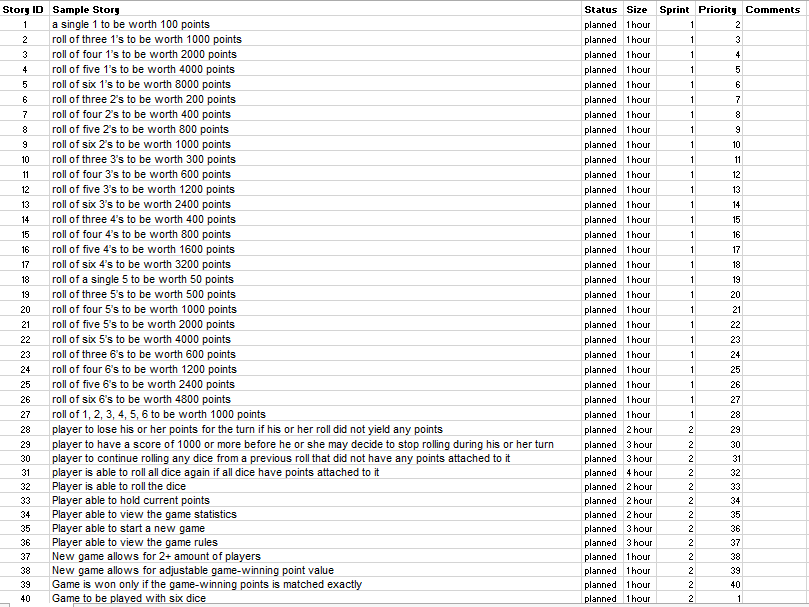 Story ID Sample Story Status Size Sprint Priority Comments
1 a single 1 to be worth 100 points planned 1 hour 1 2
2 roll of three 1's to be worth 1000 points planned 1 hour 1 3
3 roll of four 1's to be worth 2000 points planned 1 hour 1 4
4 roll of five 1's to be worth 4000 points planned 1 hour 1 5
5 roll of six 1's to be worth 8000 points planned 1 hour 1 6
6 roll of three 2's to be worth 200 points planned 1 hour 1 7
7 roll of four 2's to be worth 400 points planned 1 hour 1 8
8 roll of five 2's to be worth 800 points planned 1 hour 1 9
9 roll of six 2's to be worth 1000 points planned 1 hour 1 10
10 roll of three 3's to be worth 300 points planned 1 hour 1 11
11 roll of four 3's to be worth 600 points planned 1 hour 1 12
12 roll of five 3's to be worth 1200 points planned 1 hour 1 13
13 roll of six 3's to be worth 2400 points planned 1 hour 1 14
14 roll of three 4's to be worth 400 points planned 1 hour 1 15
15 roll of four 4's to be worth 800 points planned 1 hour 1 16
16 roll of five 4's to be worth 1600 points planned 1 hour 1 17
17 roll of six 4's to be worth 3200 points planned 1 hour 1 18
18 roll of a single 5 to be worth 50 points planned 1 hour 1 19
19 roll of three 5's to be worth 500 points planned 1 hour 1 20
20 roll of four 5's to be worth 1000 points planned 1 hour 1 21
21 roll of five 5's to be worth 2000 points planned 1 hour 1 22
22 roll of six 5's to be worth 4000 points planned 1 hour 1 23
23 roll of three 6's to be worth 600 points planned 1 hour 1 24
24 roll of four 6's to be worth 1200 points planned 1 hour 1 25
25 roll of five 6's to be worth 2400 points planned 1 hour 1 26
26 roll of six 6's to be worth 4800 points planned 1 hour 1 27
27 roll of 1, 2, 3, 4, 5, 6 to be worth 1000 points planned 1 hour 1 28
28 player to lose his or her points for the turn if his or her roll did not yield any points planned 2 hour 2 29
29 player to have a score of 1000 or more before he or she may decide to stop rolling during his or her turn planned 3 hour 2 30
30 player to continue rolling any dice from a previous roll that did not have any points attached to it planned 3 hour 2 31
31 player is able to roll all dice again if all dice have points attached to it planned 4 hour 2 32
32 Player is able to roll the dice planned 2 hour 2 33
33 Player able to hold current points planned 2 hour 2 34
34 Player able to view the game statistics planned 2 hour 2 35
35 Player able to start a new game planned 3 hour 2 36
36 Player able to view the game rules planned 3 hour 2 37
37 New game allows for 2+ amount of players planned 1 hour 2 38
38 New game allows for adjustable game-winning point value planned 1 hour 2 39
39 Game is won only if the game-winning points is matched exactly planned 1 hour 2 40
40 Game to be played with six dice planned 1 hour 2 1